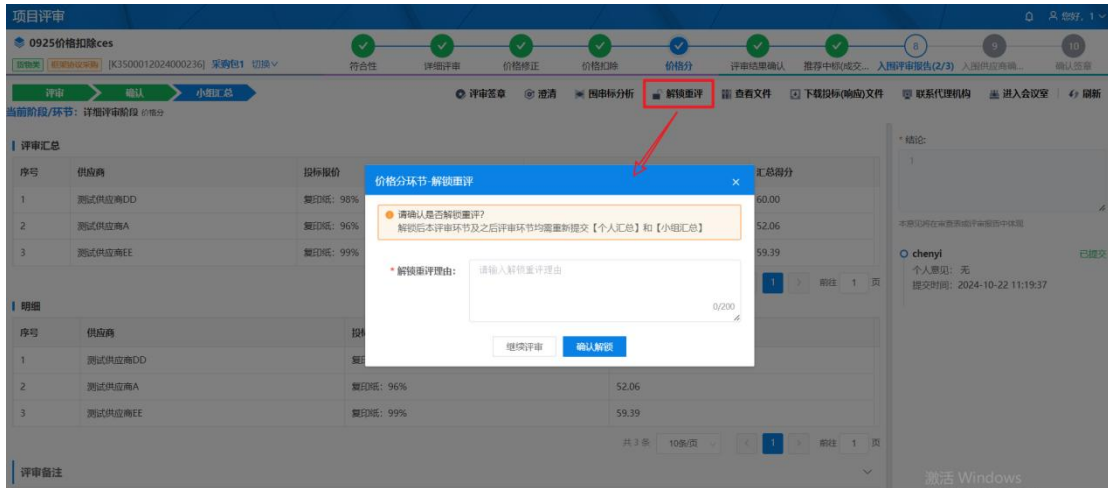 项目评审
您好，1
0925价格扣除ces
货物类 框架协议采购 [K3500012024000236] 采购包1 切换
符合性 详细评审 价格修正 价格扣除 价格分 评审结果确认 推荐中标(成交... 8 入围评审报告(2/3) 9 入围供应商确... 10 确认签章
评审 确认 小组汇总
评审签章 澄清 围串标分析 解锁重评 查看文件 下载投标(响应)文件 联系代理机构 进入会议室 刷新
当前阶段/环节：详细评审阶段 价格分
评审汇总
序号 供应商 投标报价 汇总得分
1 测试供应商DD 复印纸：98% 60.00
2 测试供应商A 复印纸：96% 52.06
3 测试供应商EE 复印纸：99% 59.39
1 前往 1 页
价格分环节-解锁重评
请确认是否解锁重评?
解锁后本评审环节及之后评审环节均需重新提交【个人汇总】和【小组汇总】
* 解锁重评理由： 请输入解锁重评理由
0/200
继续评审 确认解锁
明细
序号 供应商
1 测试供应商DD
2 测试供应商A 复印纸：96% 52.06
3 测试供应商EE 复印纸：99% 59.39
共 3 条 10条/页 1 前往 1 页
评审备注
* 结论:
1
chenyi 已提交
个人意见： 无
提交时间： 2024-10-22 11:19:37
激活 Windows